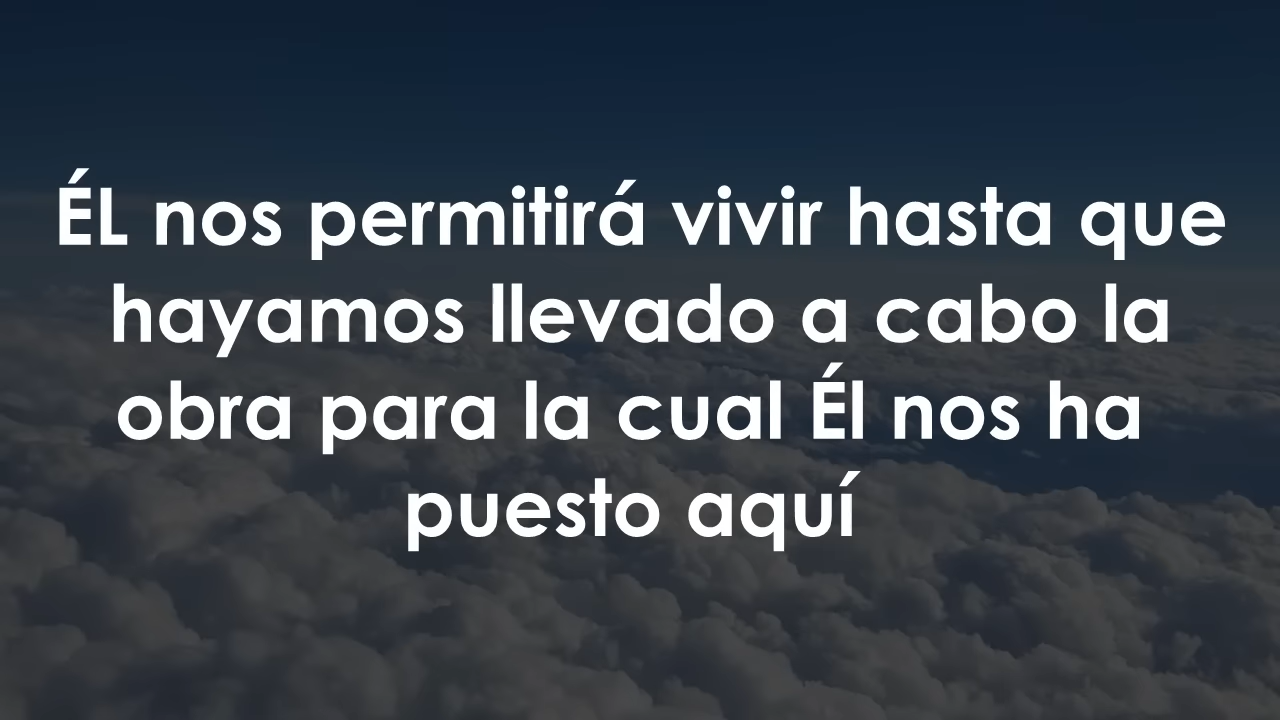 ÉL nos permitirá vivir hasta que
hayamos llevado a cabo la
obra para la cual Él nos ha
puesto aquí